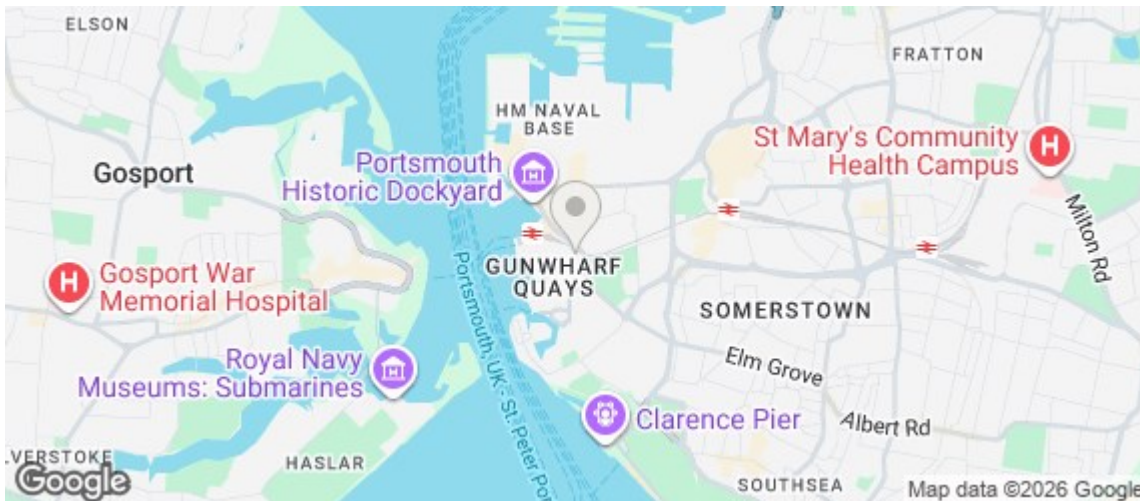 ELSON
FRATTON
HM NAVAL
BASE
St Mary's Community
Health Campus
H
Portsmouth
Historic Dockyard
Gosport
Milton Rd
GUNWHARF
QUAYS
H
Gosport War
Memorial Hospital
SOMERSTOWN
Portsmouth, UK - St. Peter Por
Royal Navy
Museums: Submarines
Elm Grove
Clarence Pier
Albert Rd
LVERSTOKE
HASLAR
SOUTHSEA
Google
Map data ©2026 Google